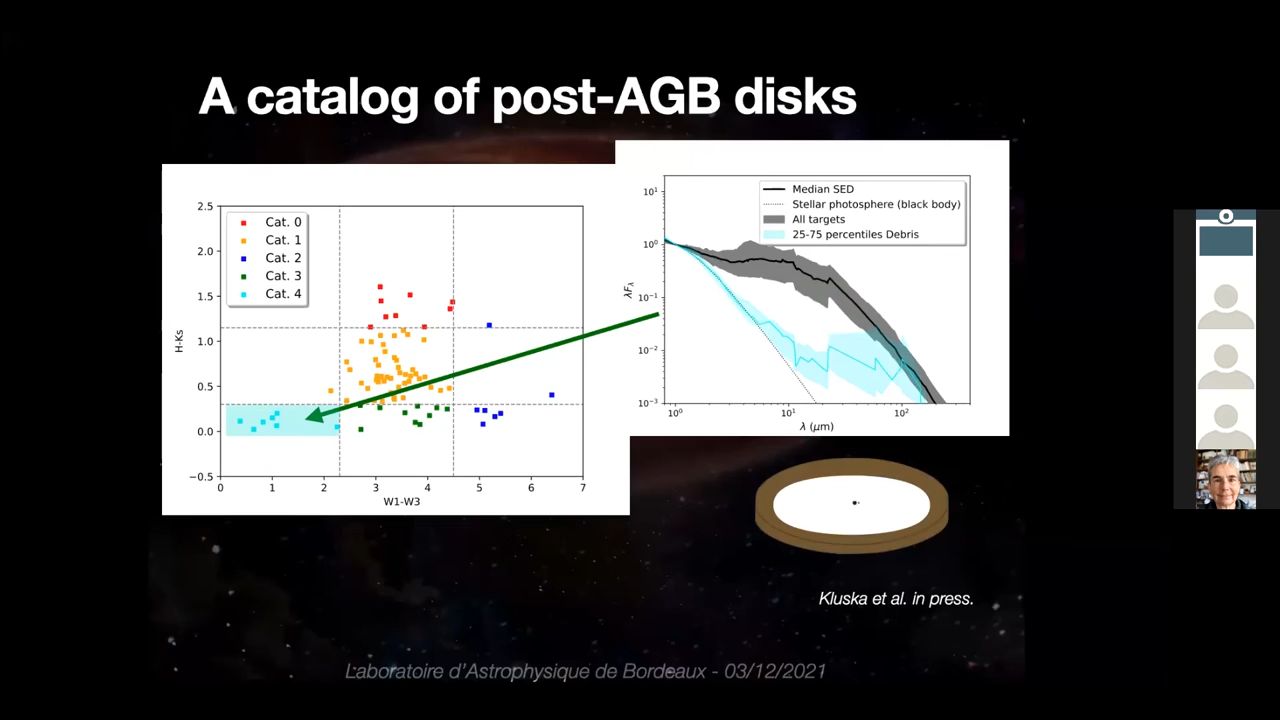 A catalog of post-AGB disks
2.5
2.0
1.5
1.0
0.5
0.0
−0.5
H-Ks
Cat. 0
Cat. 1
Cat. 2
Cat. 3
Cat. 4
0 1 2 3 4 5 6 7
W1-W3
10¹
10⁰
10⁻¹
10⁻²
10⁻³
λF_λ
Median SED
Stellar photosphere (black body)
All targets
25-75 percentiles Debris
10⁰ 10¹ 10²
λ (μm)
Kluska et al. in press.
Laboratoire d’Astrophysique de Bordeaux - 03/12/2021